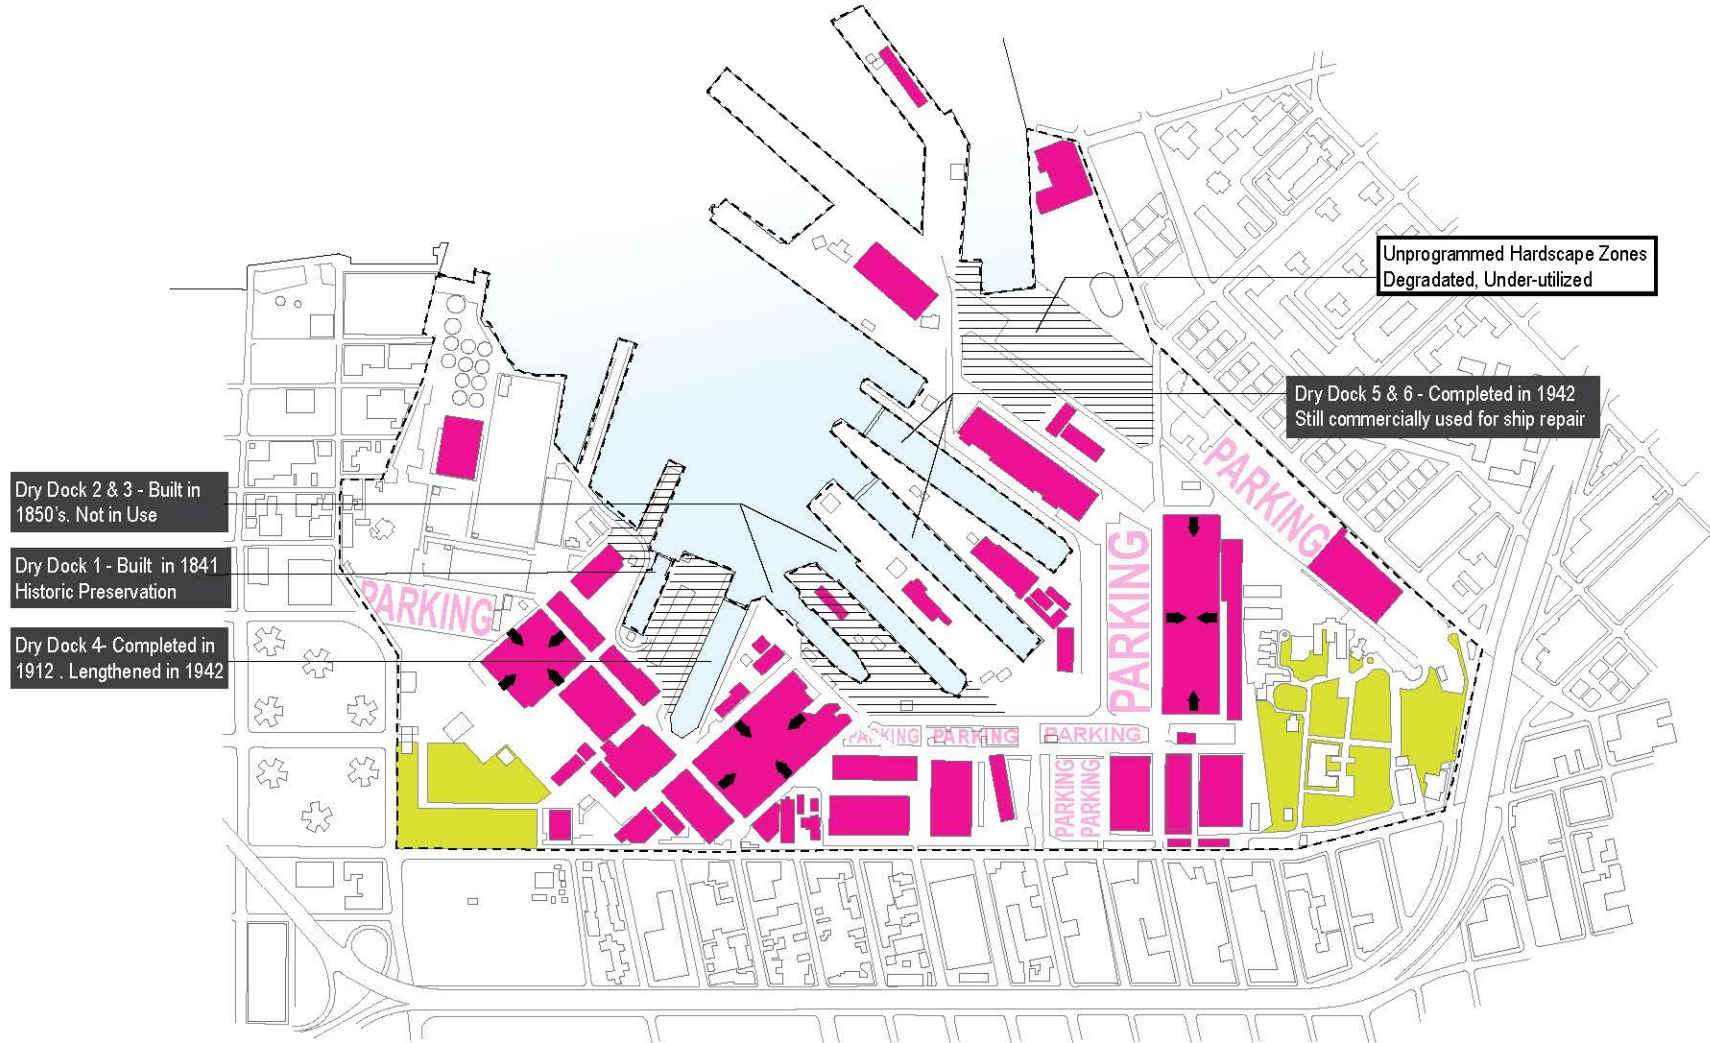 Unprogrammed Hardscape Zones
Degraded, Under-utilized
Dry Dock 5 & 6 - Completed in 1942
Still commercially used for ship repair
Dry Dock 2 & 3 - Built in
1850's. Not in Use
Dry Dock 1 - Built in 1841
Historic Preservation
Dry Dock 4- Completed in
1912 . Lengthened in 1942
PARKING
PARKING
PARKING
PARKING
PARKING
PARKING
PARKING
PARKING